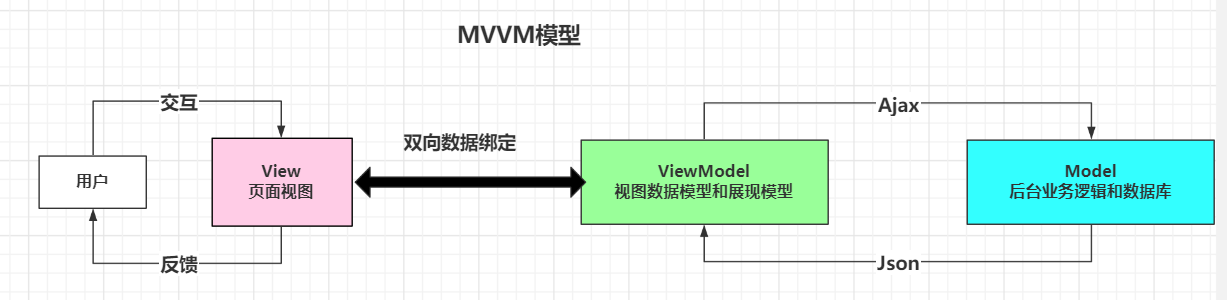 MVVM模型
交互
Ajax
双向数据绑定
用户
View
页面视图
ViewModel
视图数据模型和展现模型
Model
后台业务逻辑和数据库
反馈
Json